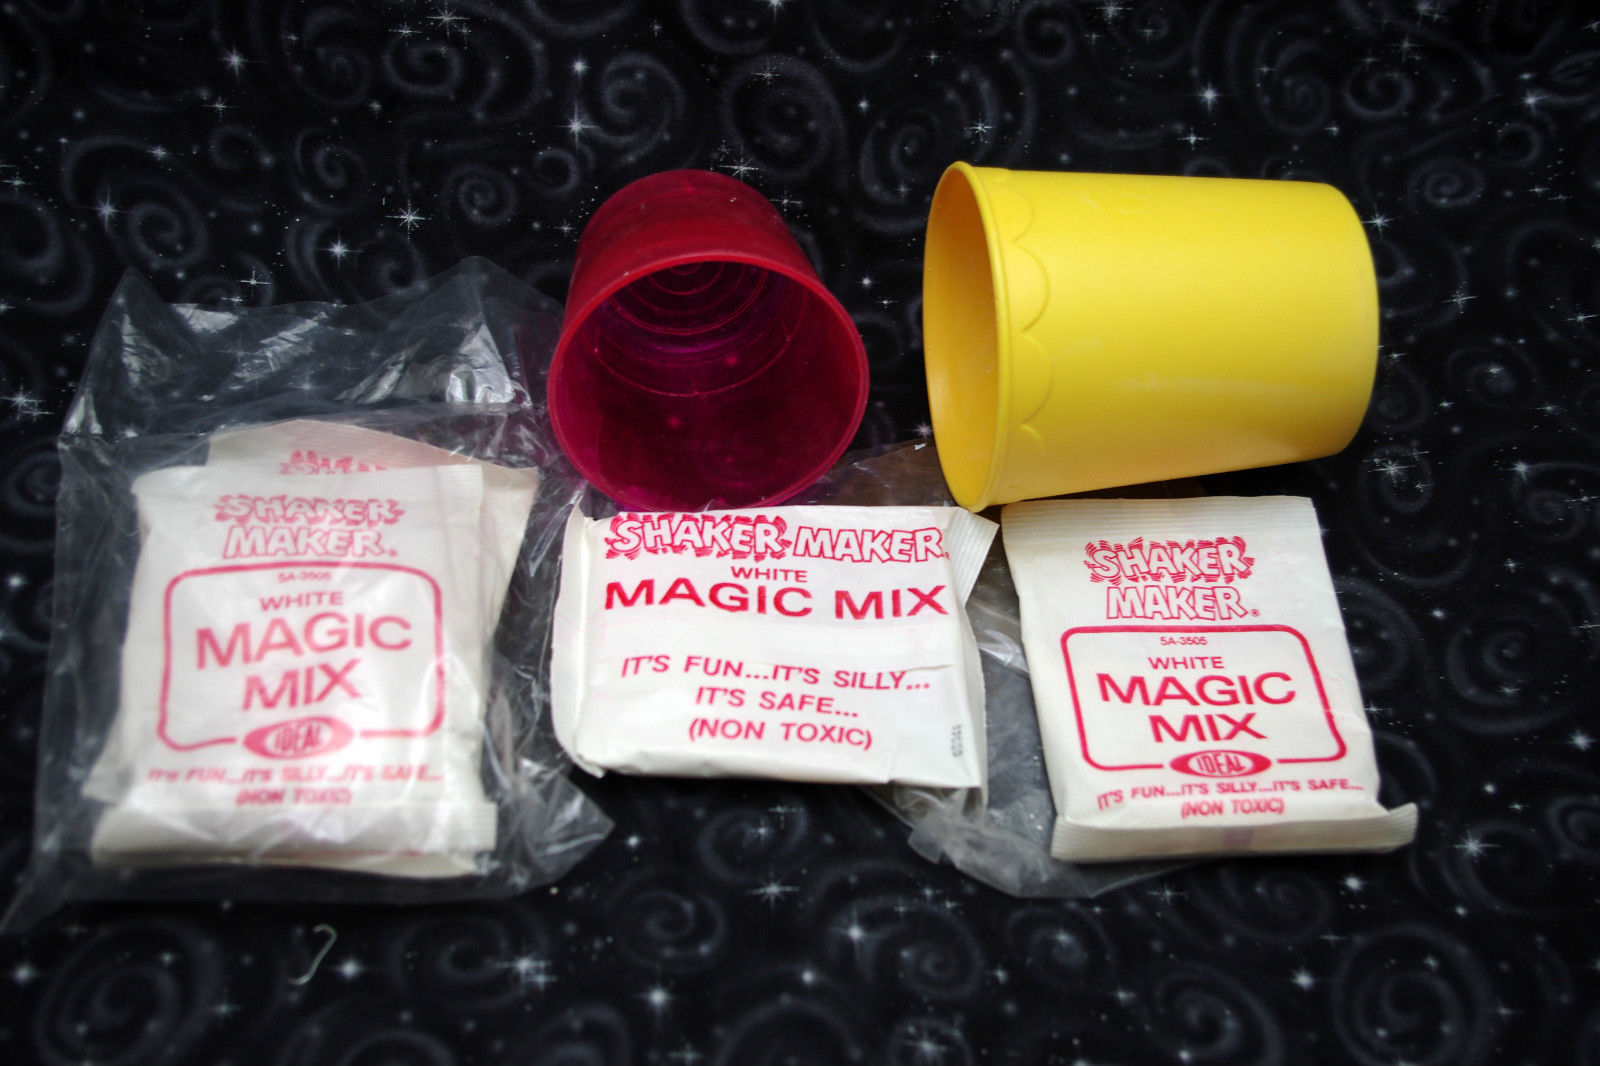 SHAKER
SHAKER
MAKER®
5A-3505
WHITE
MAGIC
MIX
IDEAL
IT'S FUN...IT'S SILLY...IT'S SAFE...
(NON TOXIC)
SHAKER MAKER®
WHITE
MAGIC MIX
IT'S FUN...IT'S SILLY...
IT'S SAFE...
(NON TOXIC)
SHAKER
MAKER®
5A-3505
WHITE
MAGIC
MIX
IDEAL
IT'S FUN...IT'S SILLY...IT'S SAFE...
(NON TOXIC)